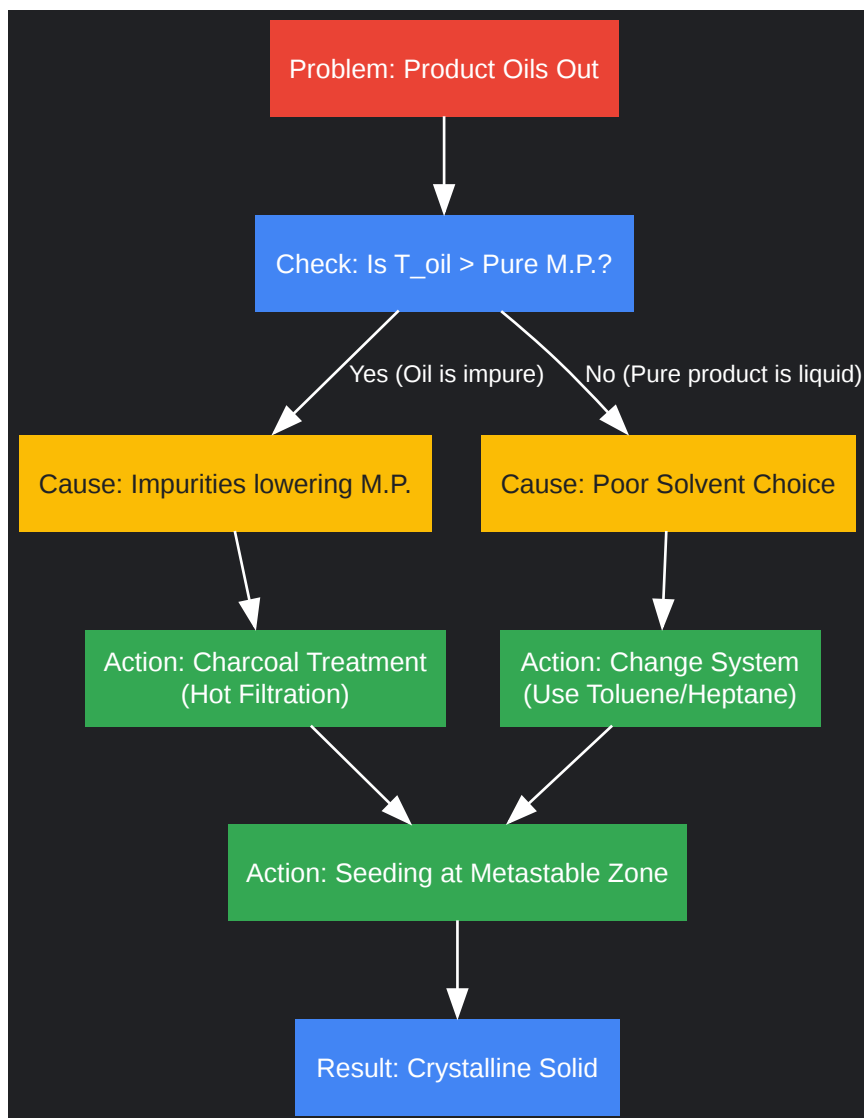 Problem: Product Oils Out
Check: Is T_oil > Pure M.P.?
Yes (Oil is impure)
No (Pure product is liquid)
Cause: Impurities lowering M.P.
Cause: Poor Solvent Choice
Action: Charcoal Treatment
(Hot Filtration)
Action: Change System
(Use Toluene/Heptane)
Action: Seeding at Metastable Zone
Result: Crystalline Solid